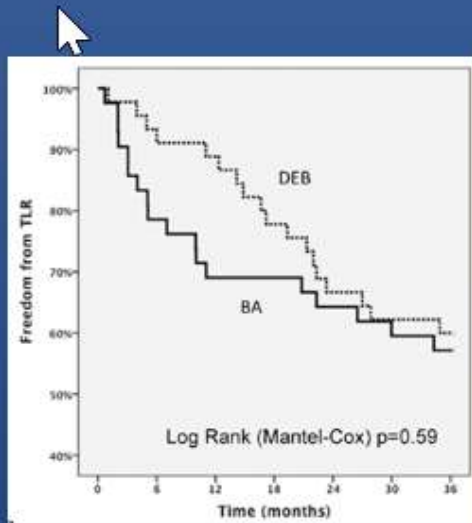 100%
90%
80%
70%
60%
50%
40%
Freedom from TLR
DEB
BA
Log Rank (Mantel-Cox) p=0.59
0 6 12 18 24 30 36
Time (months)